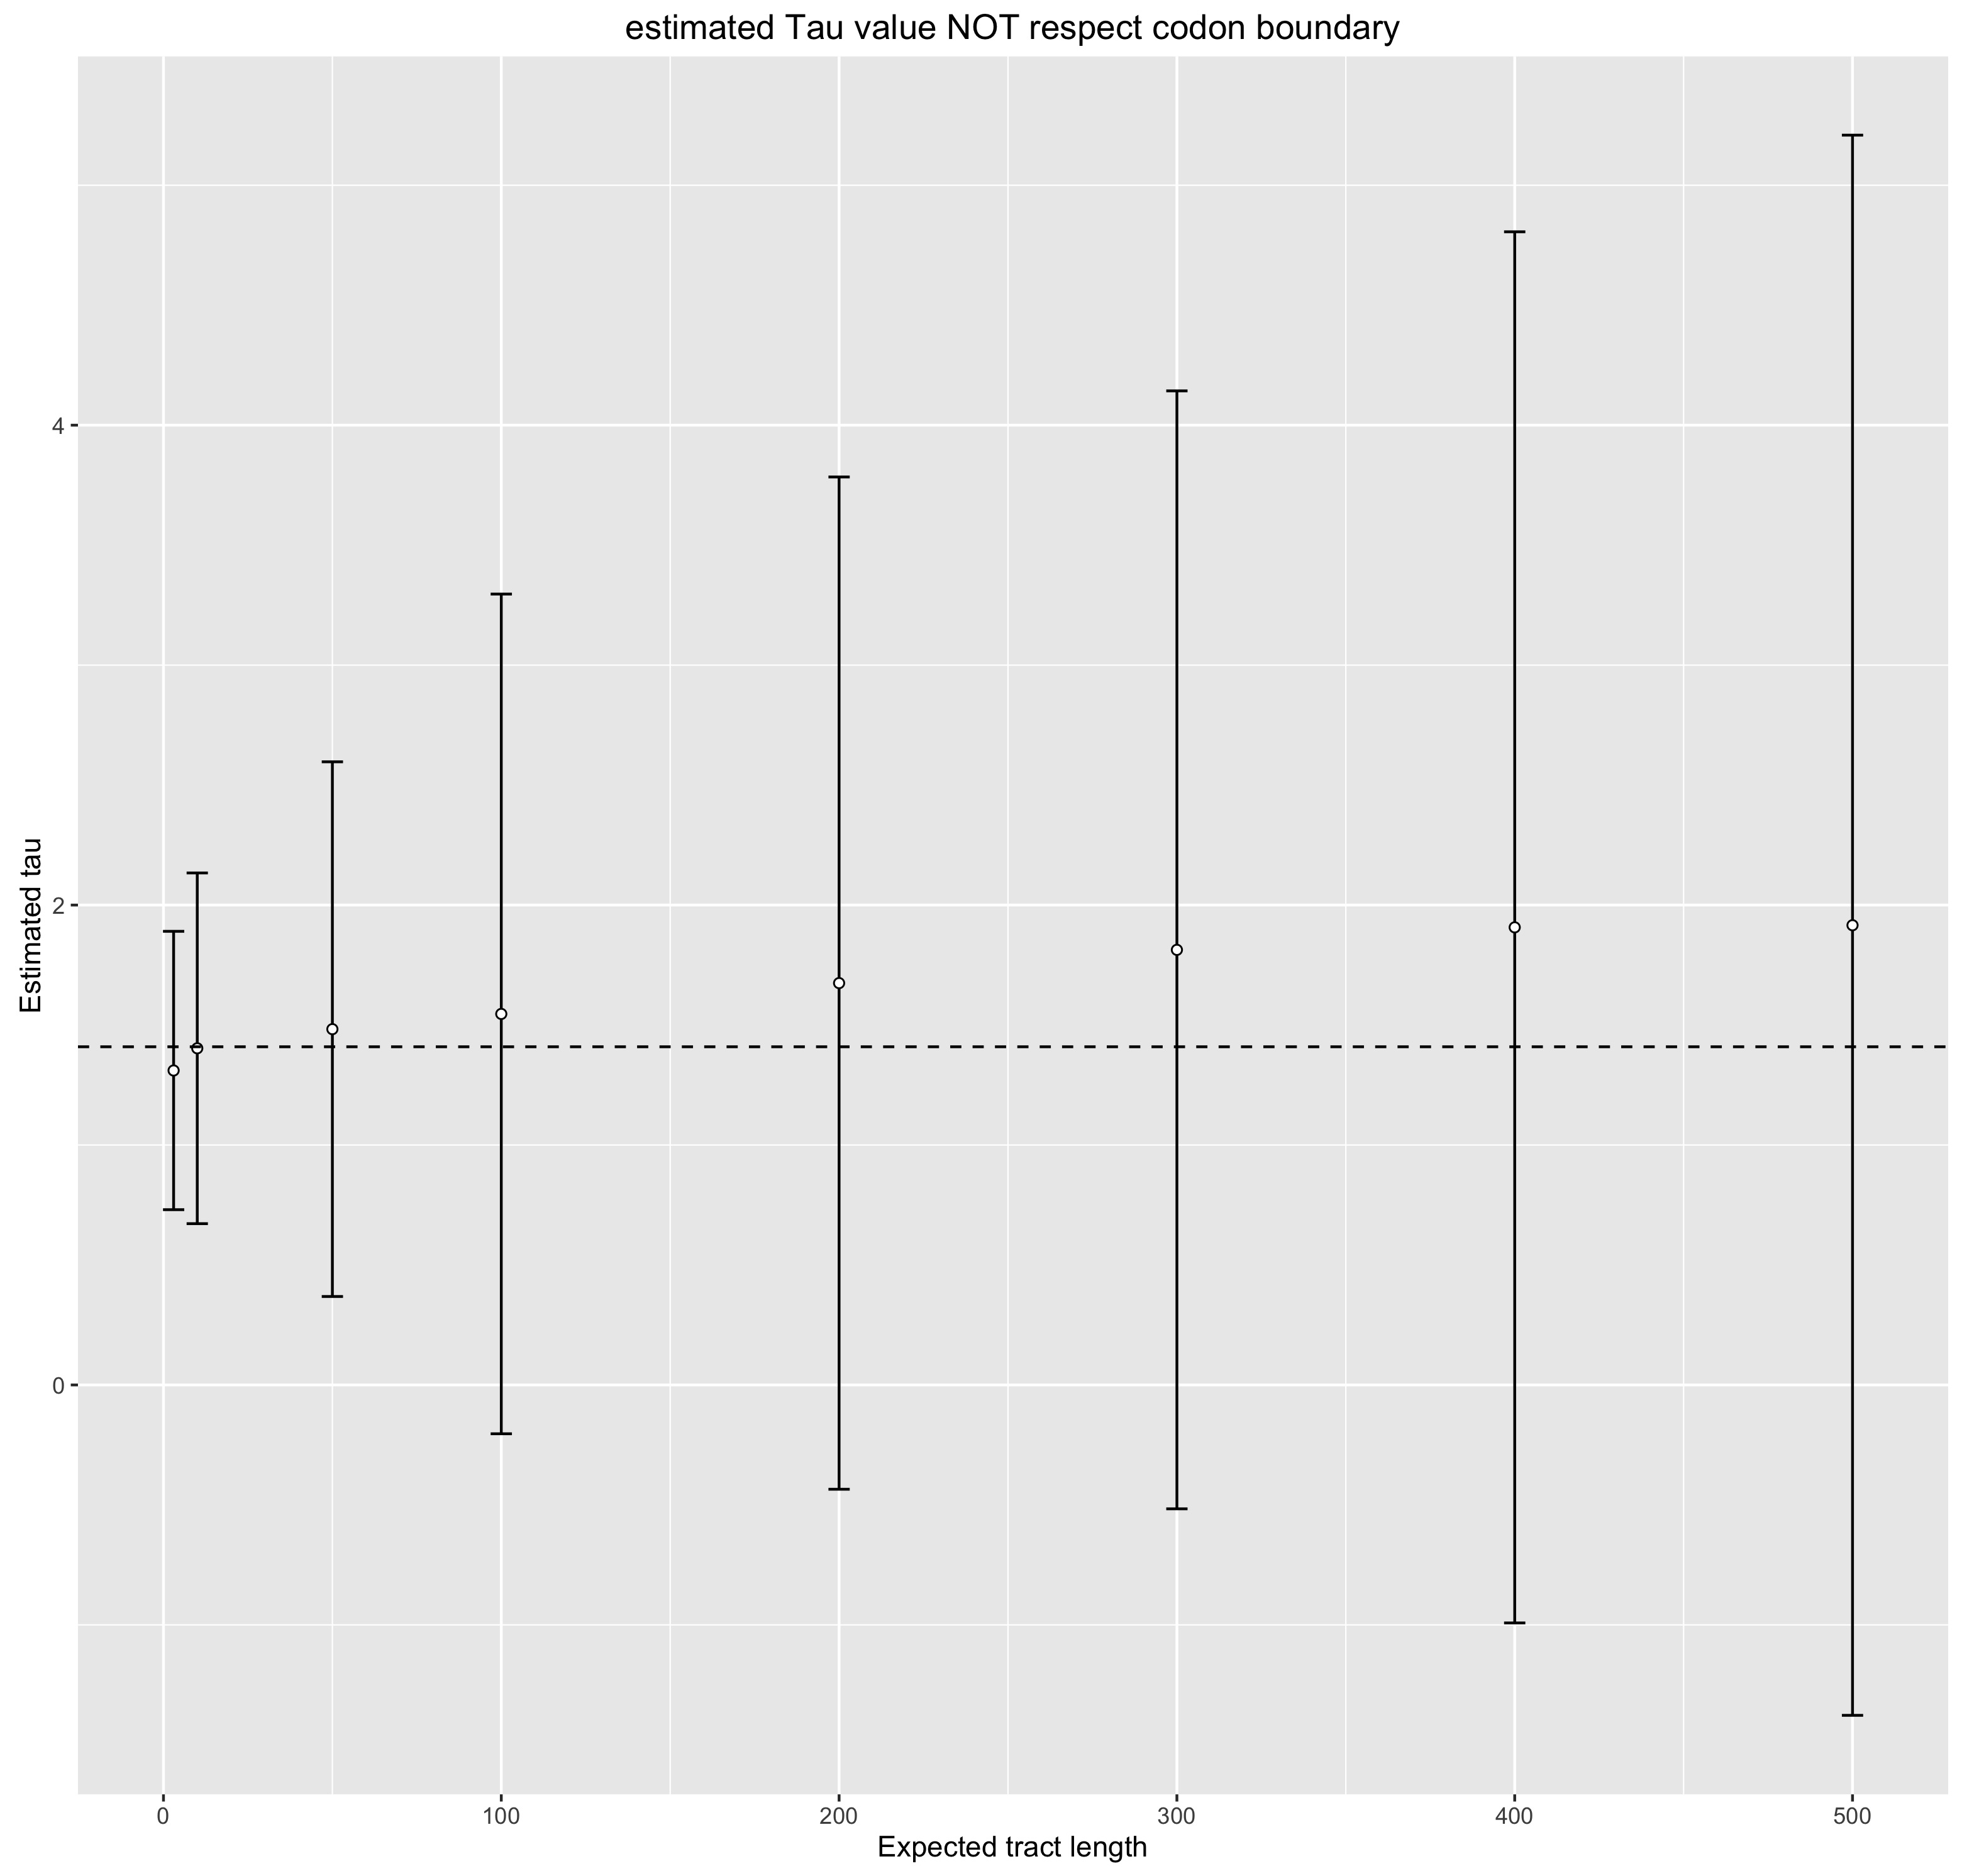 estimated Tau value NOT respect codon boundary
Estimated tau
4
2
0
0 100 200 300 400 500
Expected tract length